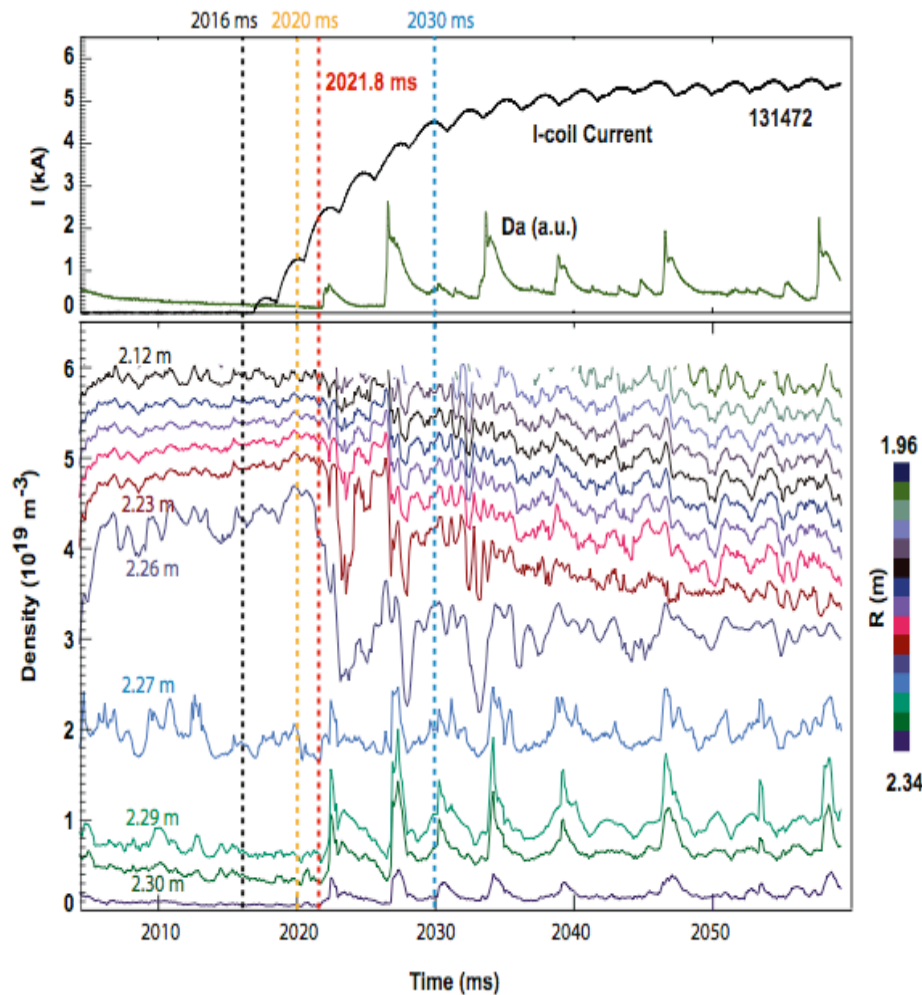 2016 ms 2020 ms 2030 ms
2021.8 ms
6
5
4
3
2
1
0
I (kA)
I-coil Current
131472
Da (a.u.)
6
5
4
3
2
1
0
Density (10^19 m^-3)
2.12 m
2.23 m
2.26 m
2.27 m
2.29 m
2.30 m
2010 2020 2030 2040 2050
Time (ms)
1.96
R (m)
2.34